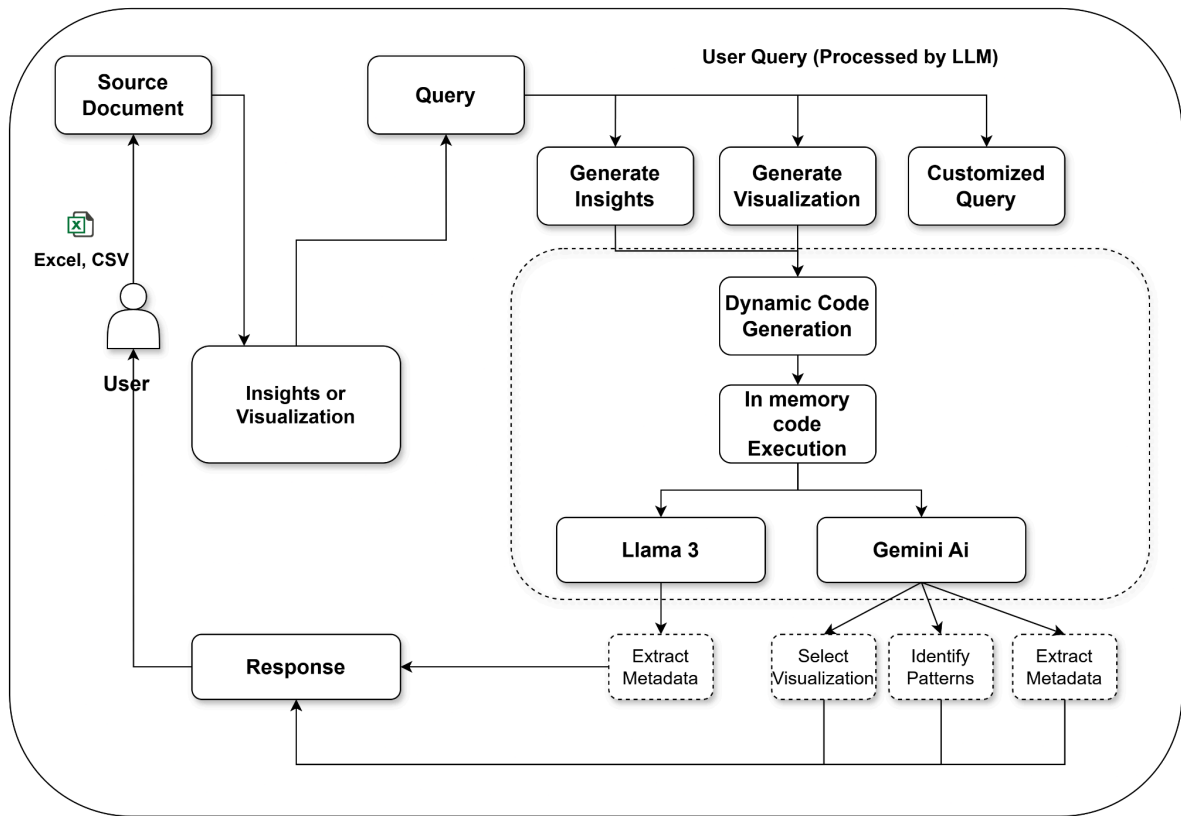 User Query (Processed by LLM)
Source
Document
Query
Generate
Insights
Generate
Visualization
Customized
Query
Excel, CSV
User
Insights or
Visualization
Dynamic Code
Generation
In memory
code
Execution
Llama 3
Gemini Ai
Response
Extract
Metadata
Select
Visualization
Identify
Patterns
Extract
Metadata